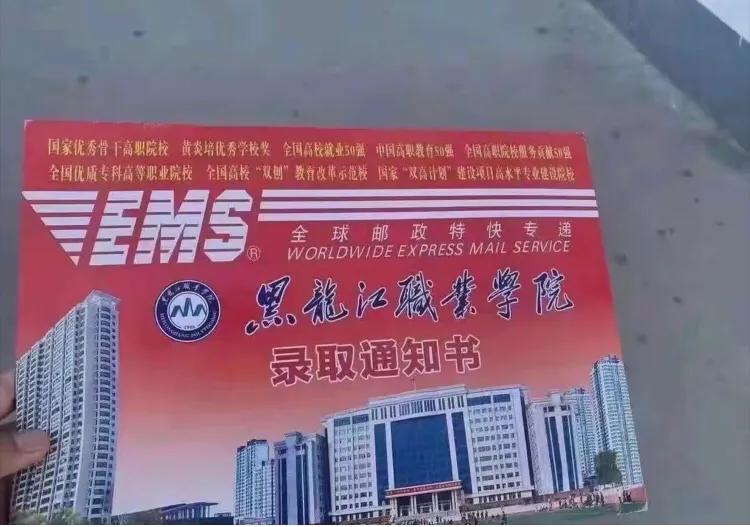 国家优秀骨干高职院校 黄炎培优秀学校奖 全国高校就业50强 中国高职教育50强 全国高职院校服务贡献50强
全国优质专科高等职业院校 全国高校“双创”教育改革示范校 国家“双高计划”建设项目高水平专业建设院校
EMS®
全球邮政特快专递
WORLDWIDE EXPRESS MAIL SERVICE
黑龍江職業学院
录取通知书